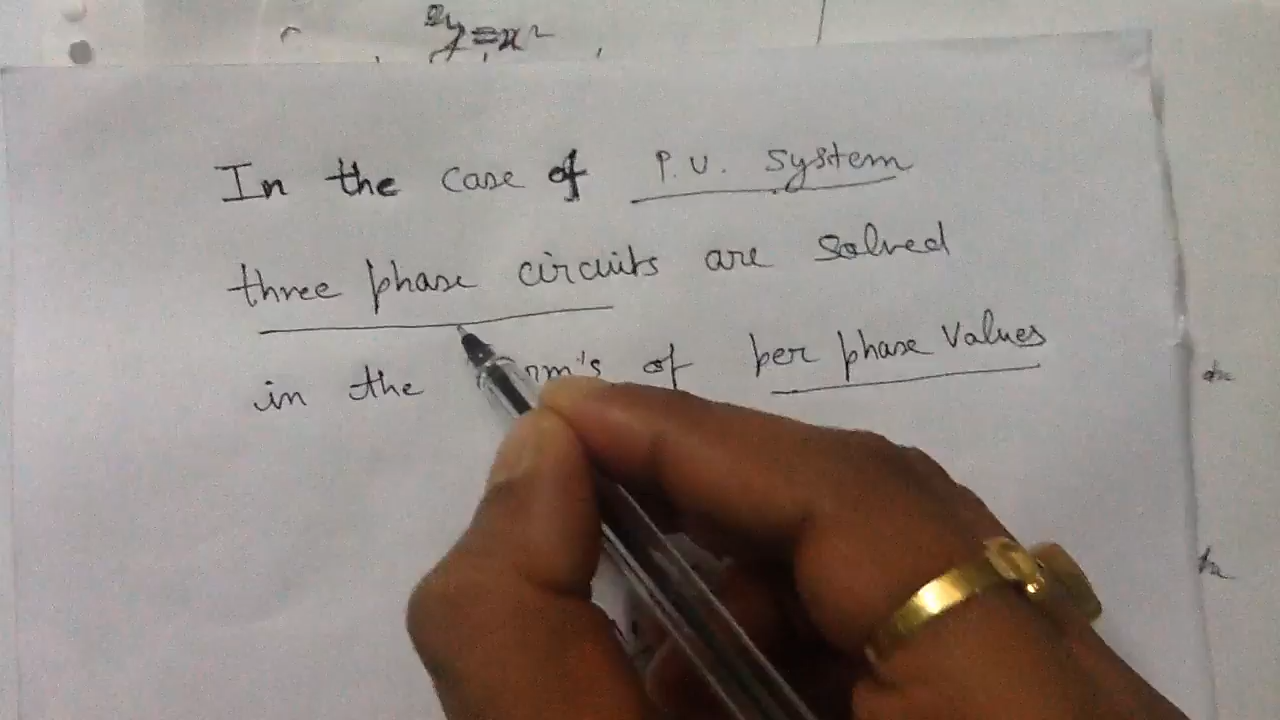 y = x²
In the case of P.U. system
three phase circuits are solved
in the of per phase values